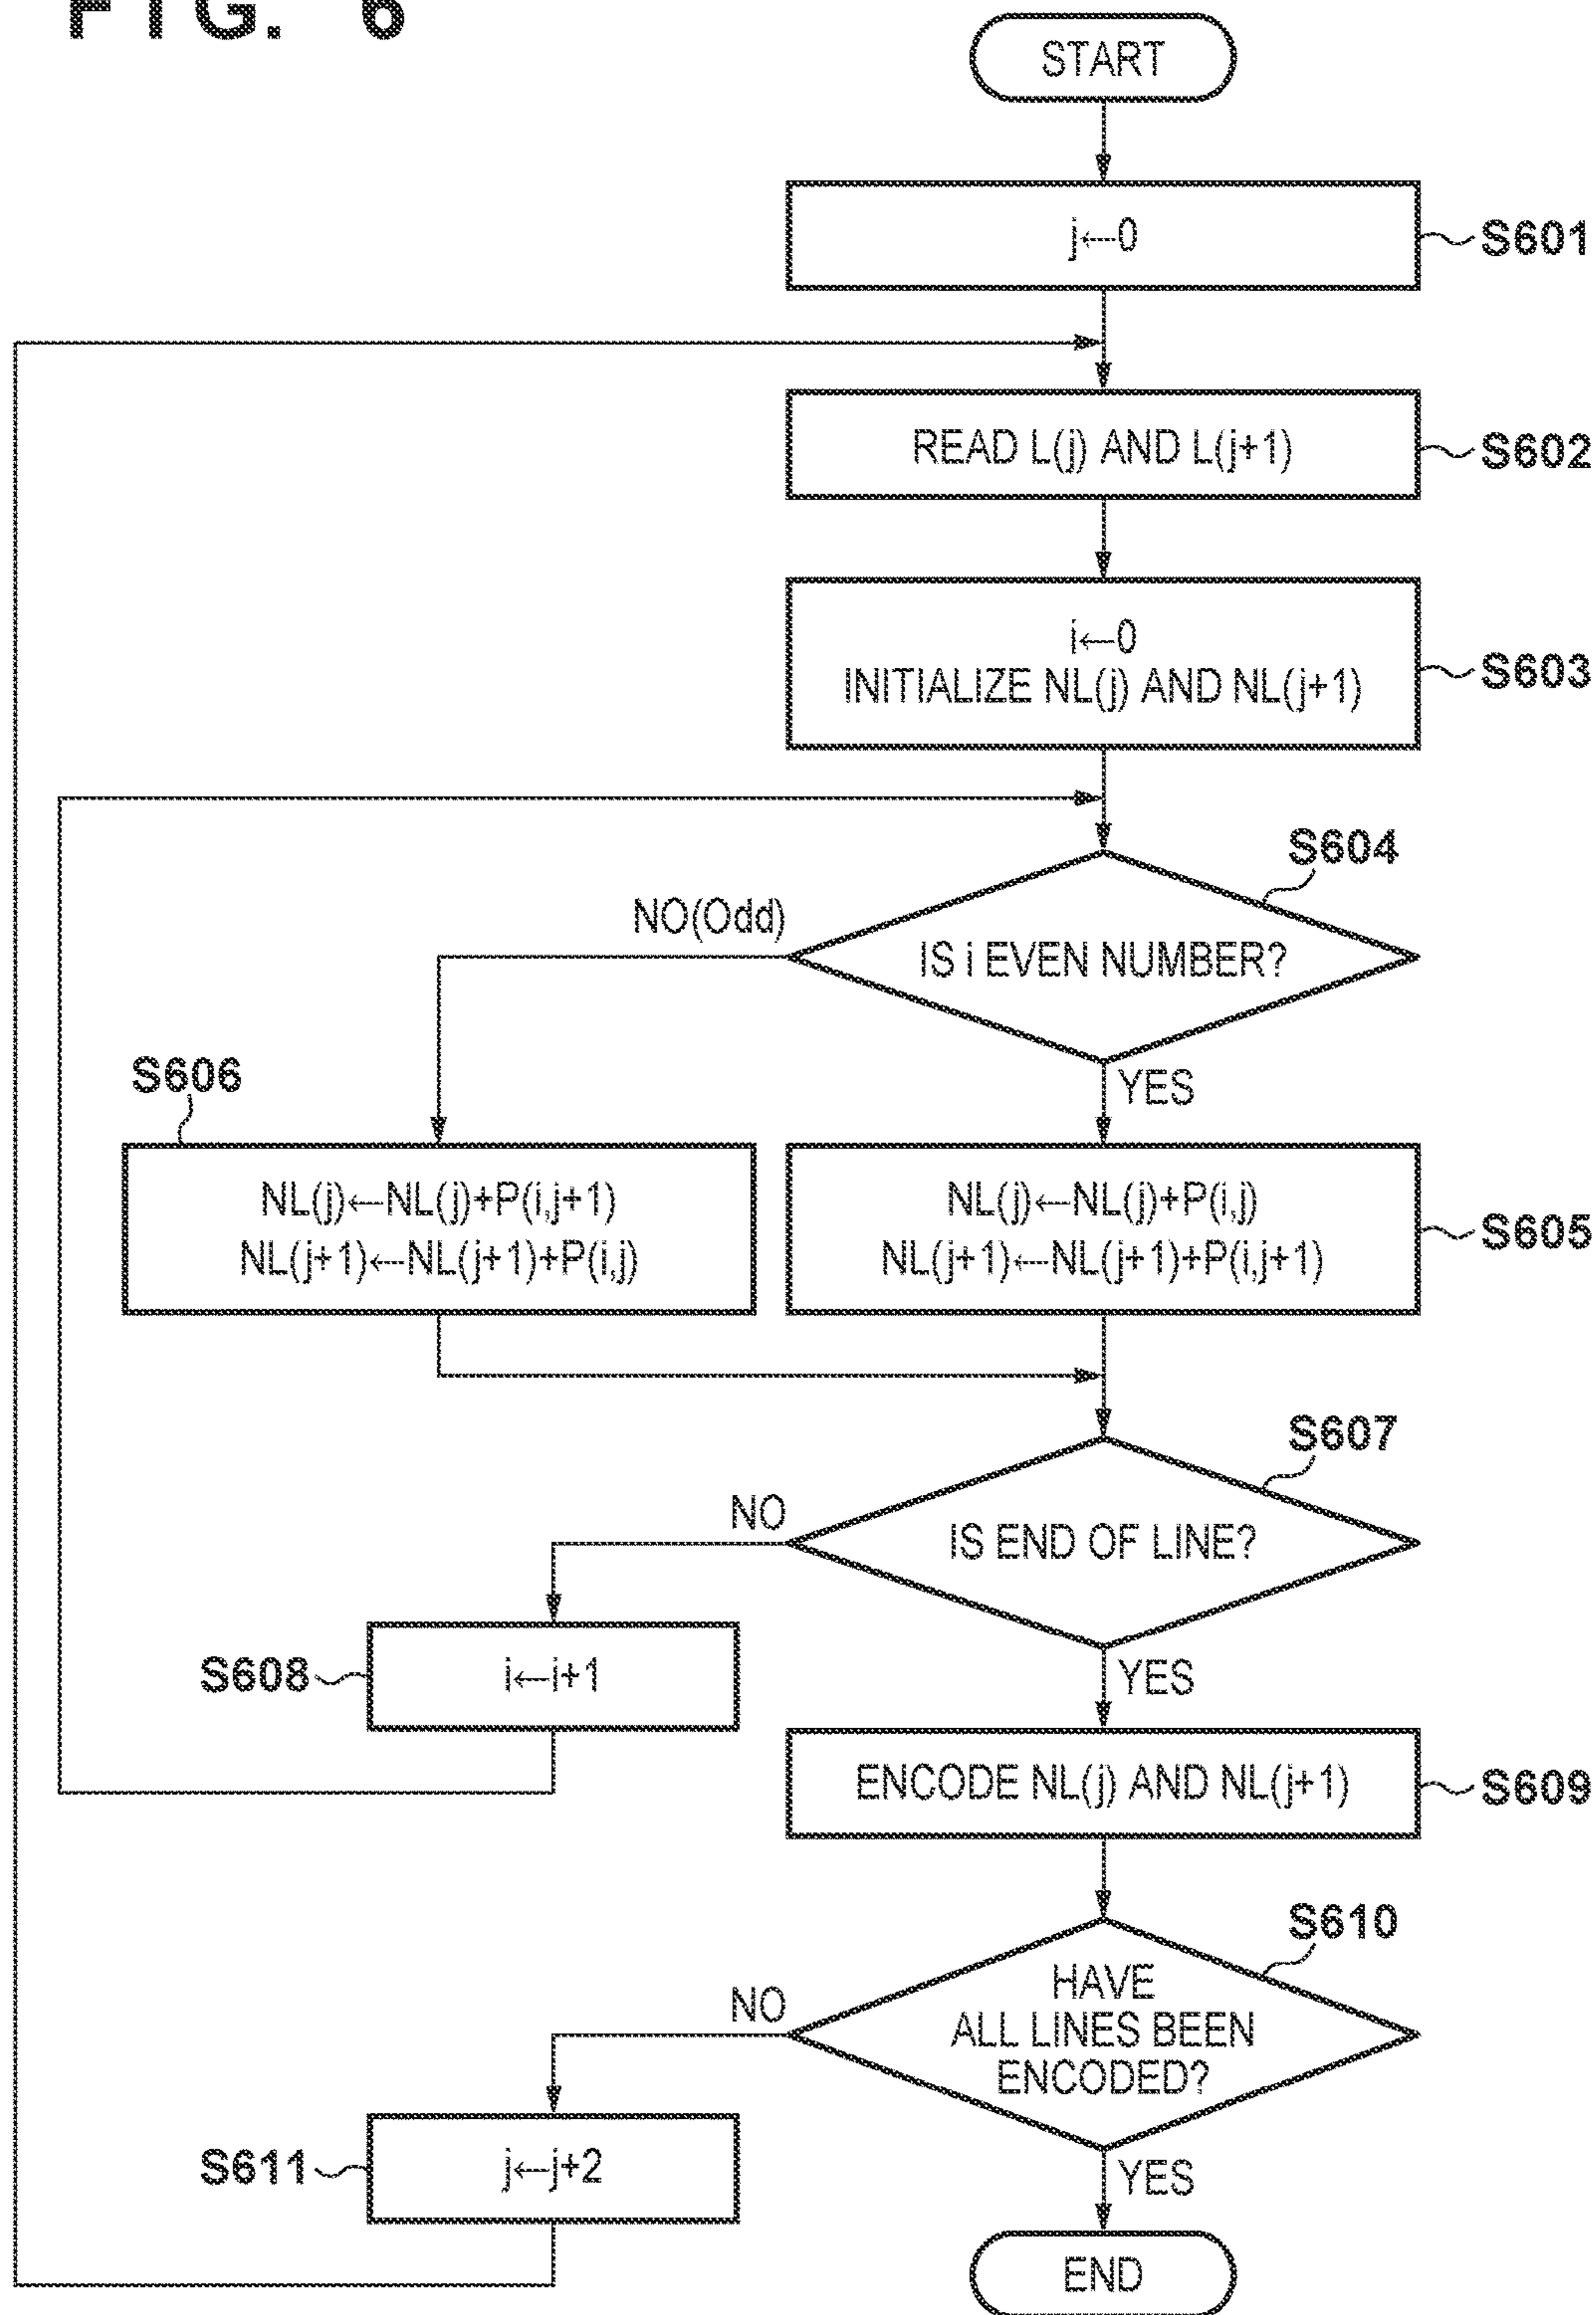 FIG. 6
START
j←0
S601
READ L(j) AND L(j+1)
S602
i←0
INITIALIZE NL(j) AND NL(j+1)
S603
S604
NO(Odd)
IS i EVEN NUMBER?
YES
S606
NL(j)←NL(j)+P(i,j+1)
NL(j+1)←NL(j+1)+P(i,j)
NL(j)←NL(j)+P(i,j)
NL(j+1)←NL(j+1)+P(i,j+1)
S605
S607
NO
IS END OF LINE?
YES
S608
i←i+1
ENCODE NL(j) AND NL(j+1)
S609
S610
NO
HAVE
ALL LINES BEEN
ENCODED?
YES
S611
j←j+2
END